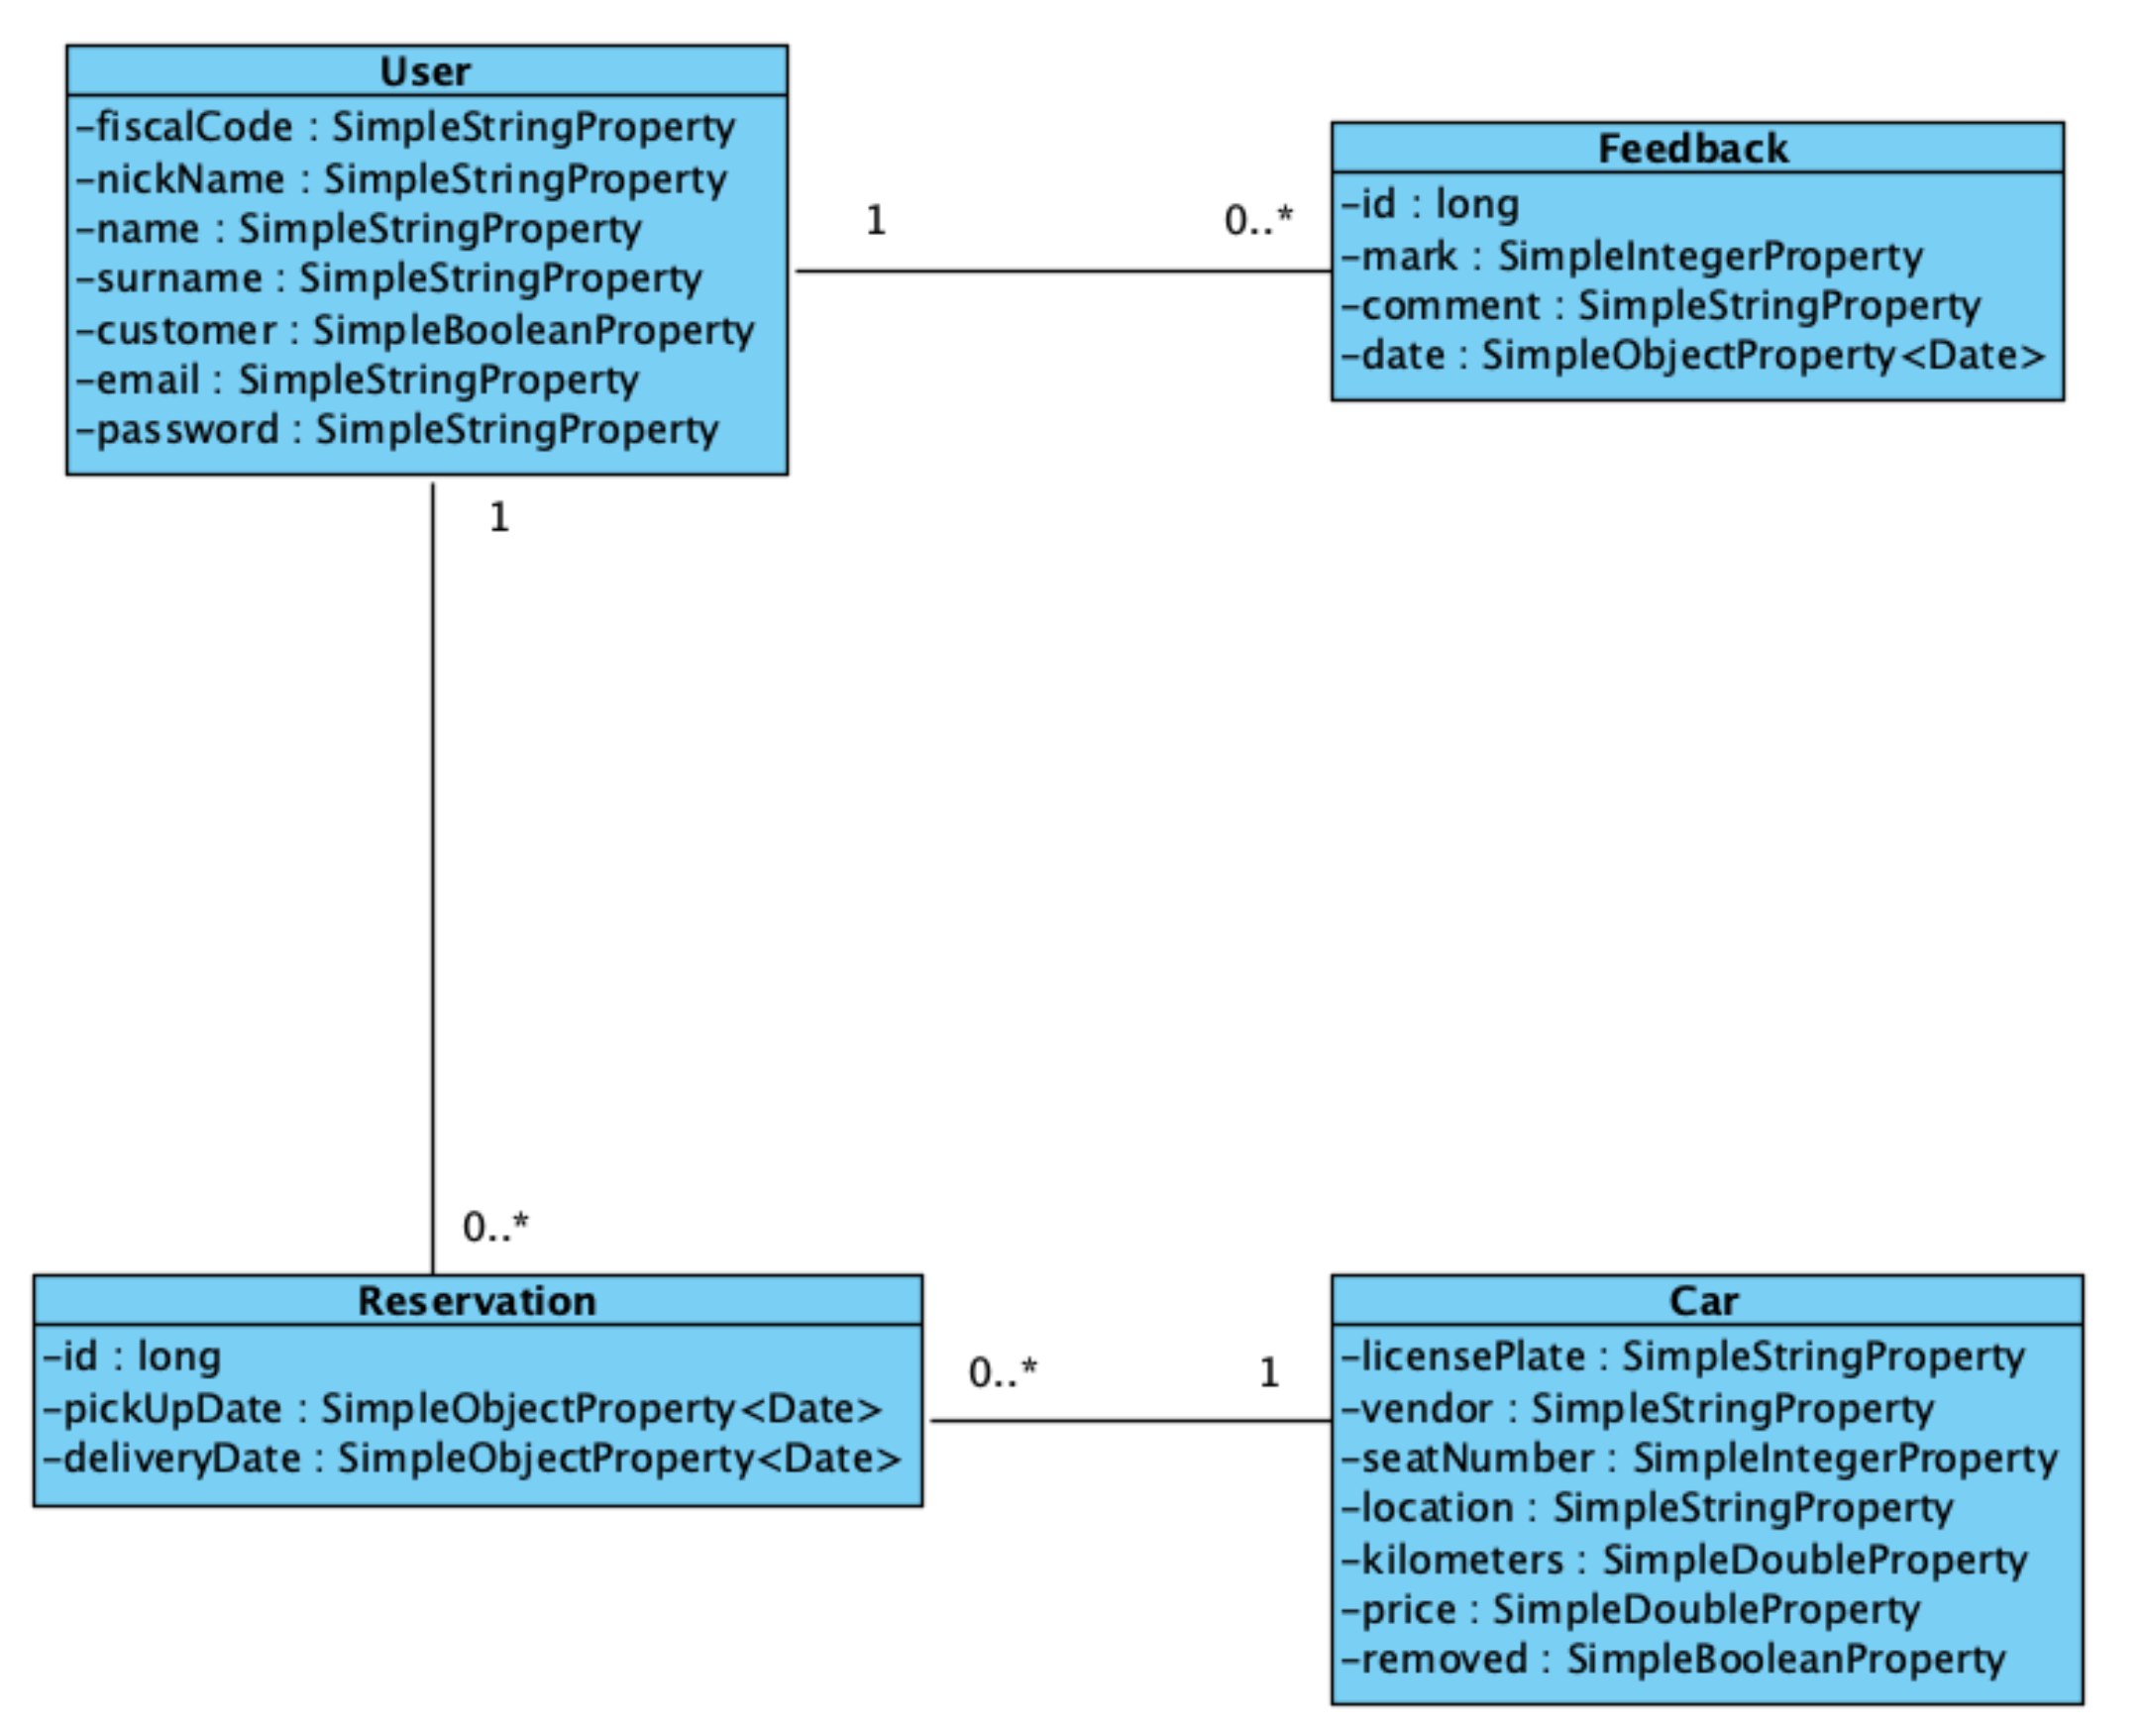 User
-fiscalCode : SimpleStringProperty
-nickName : SimpleStringProperty
-name : SimpleStringProperty
-surname : SimpleStringProperty
-customer : SimpleBooleanProperty
-email : SimpleStringProperty
-password : SimpleStringProperty
1
0..*
Feedback
-id : long
-mark : SimpleIntegerProperty
-comment : SimpleStringProperty
-date : SimpleObjectProperty<Date>
1
0..*
Reservation
-id : long
-pickUpDate : SimpleObjectProperty<Date>
-deliveryDate : SimpleObjectProperty<Date>
0..*
1
Car
-licensePlate : SimpleStringProperty
-vendor : SimpleStringProperty
-seatNumber : SimpleIntegerProperty
-location : SimpleStringProperty
-kilometers : SimpleDoubleProperty
-price : SimpleDoubleProperty
-removed : SimpleBooleanProperty